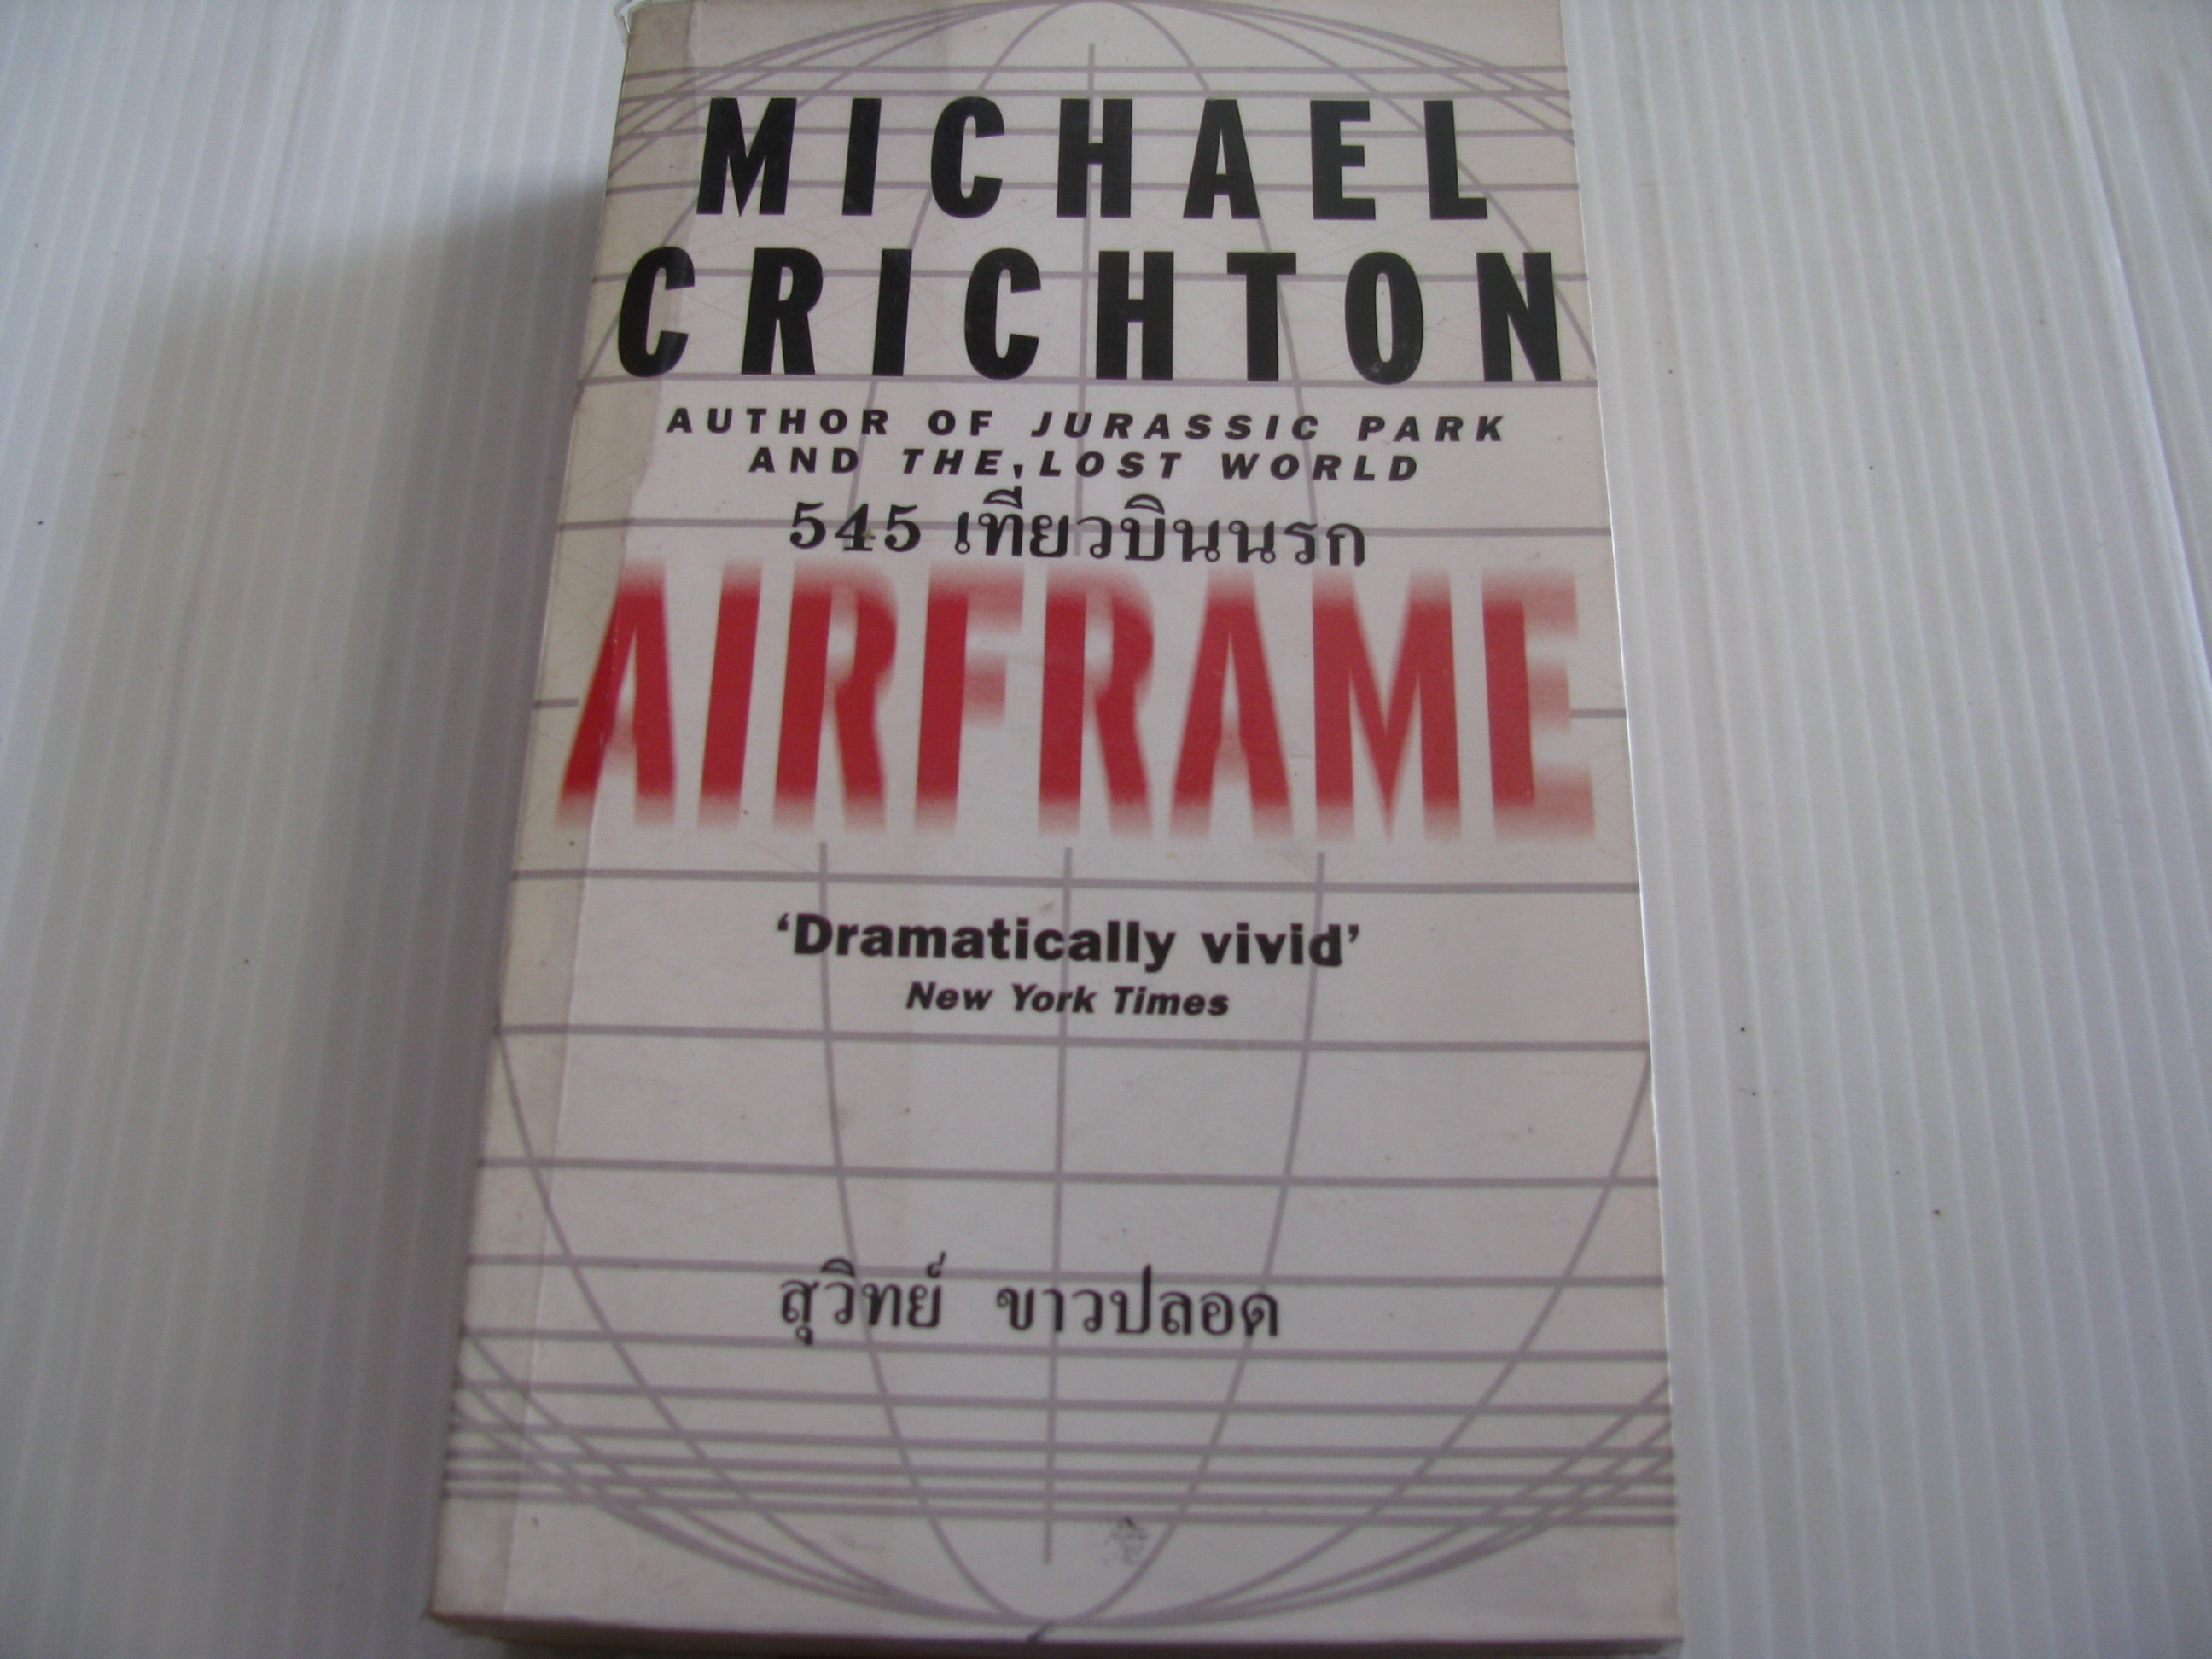 MICHAEL
CRICHTON
AUTHOR OF JURASSIC PARK
AND THE LOST WORLD
545 เที่ยวบินนรก
AIRFRAME
‘Dramatically vivid’
New York Times
สุวิทย์ ขาวปลอด